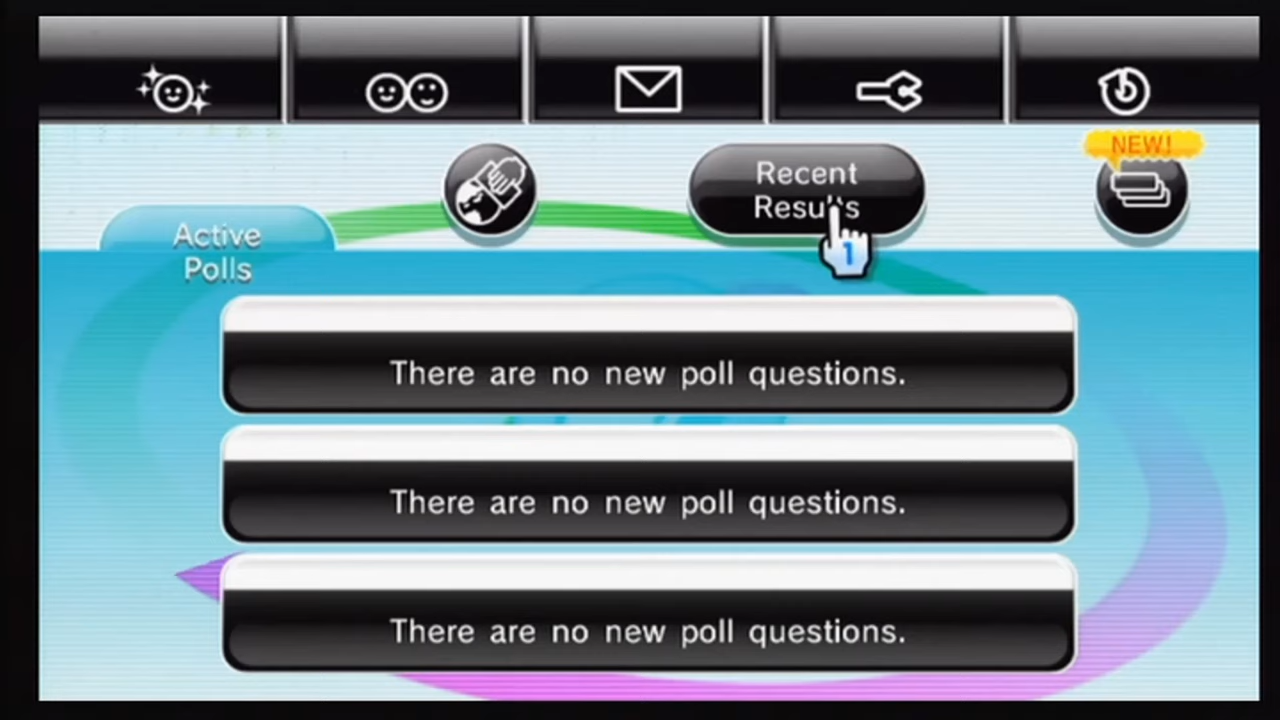 NEW!
Recent
Results
Active
Polls
1
There are no new poll questions.
There are no new poll questions.
There are no new poll questions.